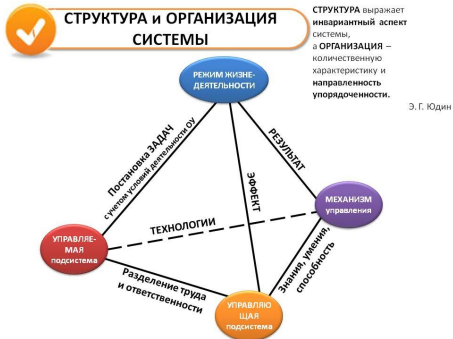 СТРУКТУРА и ОРГАНИЗАЦИЯ
СИСТЕМЫ
СТРУКТУРА выражает
инвариантный аспект
системы,
а ОРГАНИЗАЦИЯ –
количественную
характеристику и
направленность
упорядоченности.
Э. Г. Юдин
РЕЖИМ ЖИЗНЕ-
ДЕЯТЕЛЬНОСТИ
Постановка ЗАДАЧ
с учетом условий деятельности ОУ
РЕЗУЛЬТАТ
ЭФФЕКТ
МЕХАНИЗМ
управления
ТЕХНОЛОГИИ
УПРАВЛЯЕ-
МАЯ
подсистема
Разделение труда
и ответственности
Знания, умения,
способность
УПРАВЛЯЮ
ЩАЯ
подсистема